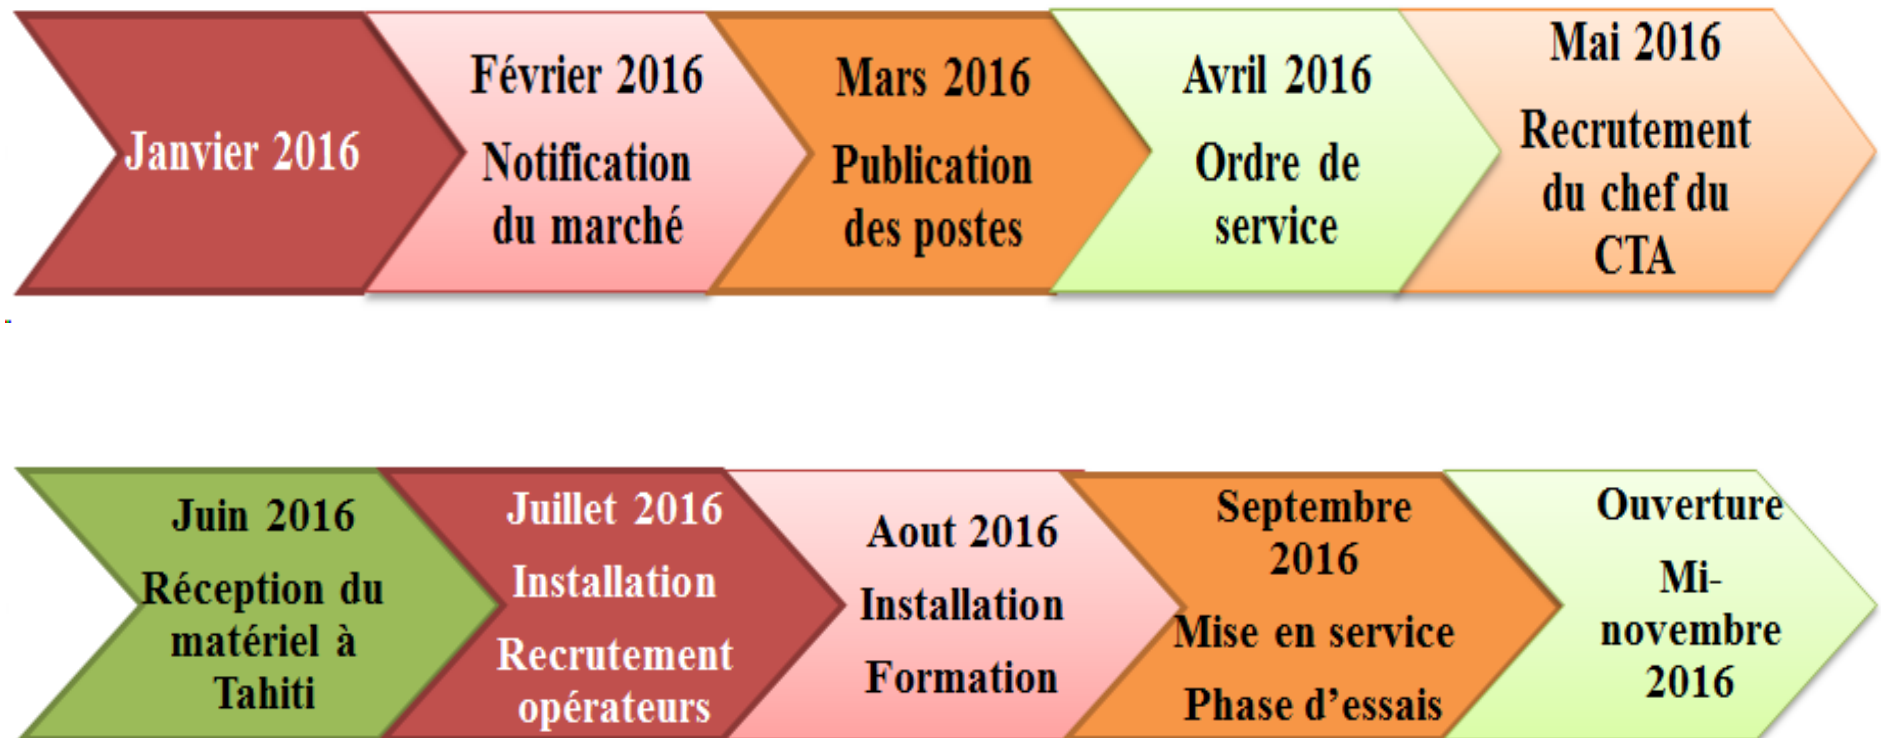 Janvier 2016
Février 2016
Notification
du marché
Mars 2016
Publication
des postes
Avril 2016
Ordre de
service
Mai 2016
Recrutement
du chef du
CTA
Juin 2016
Réception du
matériel à
Tahiti
Juillet 2016
Installation
Recrutement
opérateurs
Aout 2016
Installation
Formation
Septembre
2016
Mise en service
Phase d’essais
Ouverture
Mi-
novembre
2016